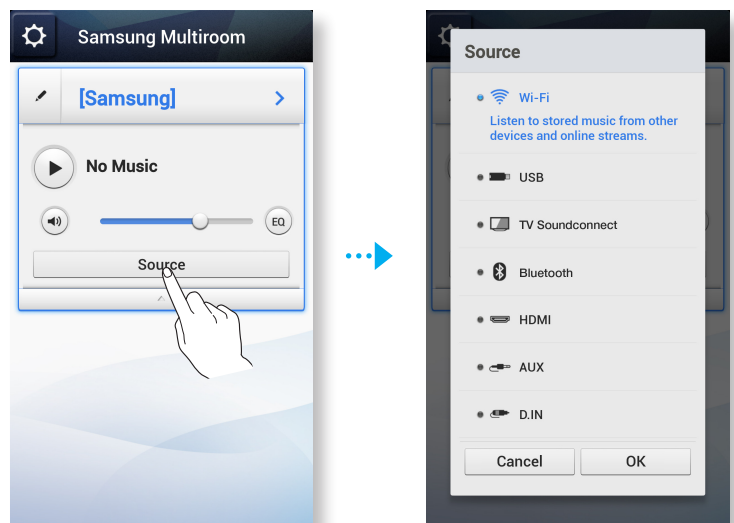 Samsung Multiroom
[Samsung]
No Music
EQ
Source
Source
Wi-Fi
Listen to stored music from other
devices and online streams.
USB
TV Soundconnect
Bluetooth
HDMI
AUX
D.IN
Cancel
OK